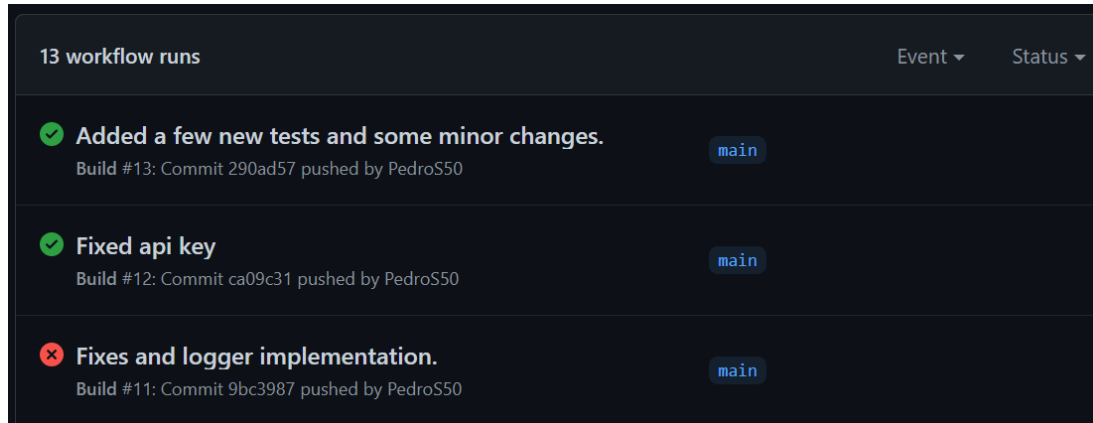 13 workflow runs
Event
Status
Added a few new tests and some minor changes.
main
Build #13: Commit 290ad57 pushed by PedroS50
Fixed api key
main
Build #12: Commit ca09c31 pushed by PedroS50
Fixes and logger implementation.
main
Build #11: Commit 9bc3987 pushed by PedroS50